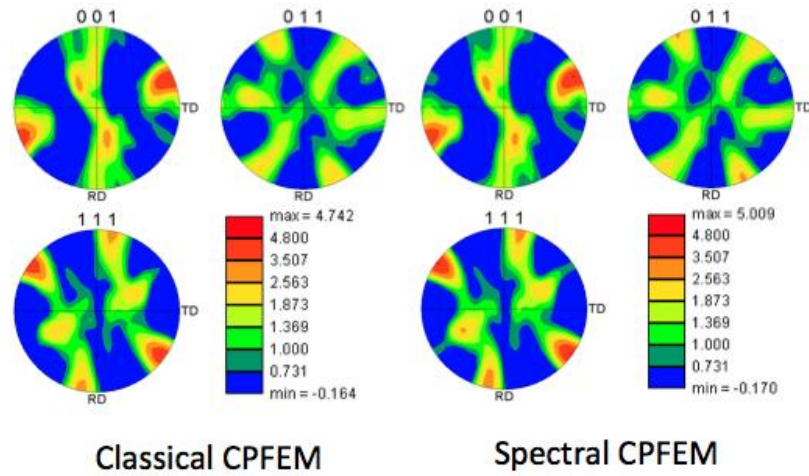 0 0 1
0 1 1
0 0 1
0 1 1
TD
TD
TD
TD
RD
RD
RD
RD
1 1 1
max = 4.742
4.800
3.507
2.563
1.873
1.369
1.000
0.731
min = -0.164
TD
RD
1 1 1
max = 5.009
4.800
3.507
2.563
1.873
1.369
1.000
0.731
min = -0.170
TD
RD
Classical CPFEM
Spectral CPFEM